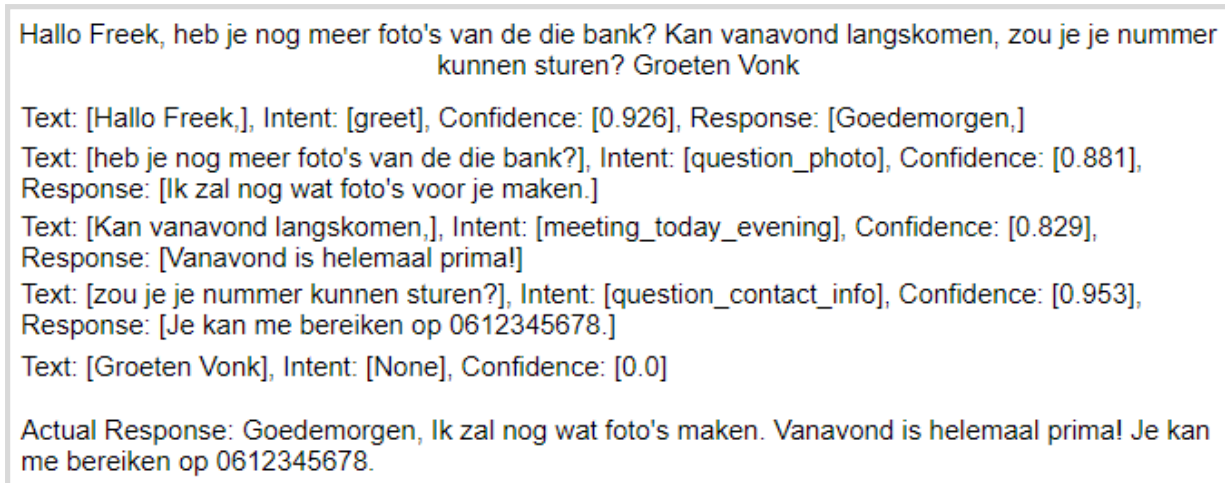 Hallo Freek, heb je nog meer foto's van de die bank? Kan vanavond langskomen, zou je je nummer
kunnen sturen? Groeten Vonk
Text: [Hallo Freek,], Intent: [greet], Confidence: [0.926], Response: [Goedemorgen,]
Text: [heb je nog meer foto's van de die bank?], Intent: [question_photo], Confidence: [0.881],
Response: [Ik zal nog wat foto's voor je maken.]
Text: [Kan vanavond langskomen,], Intent: [meeting_today_evening], Confidence: [0.829],
Response: [Vanavond is helemaal prima!]
Text: [zou je je nummer kunnen sturen?], Intent: [question_contact_info], Confidence: [0.953],
Response: [Je kan me bereiken op 0612345678.]
Text: [Groeten Vonk], Intent: [None], Confidence: [0.0]
Actual Response: Goedemorgen, Ik zal nog wat foto's maken. Vanavond is helemaal prima! Je kan
me bereiken op 0612345678.